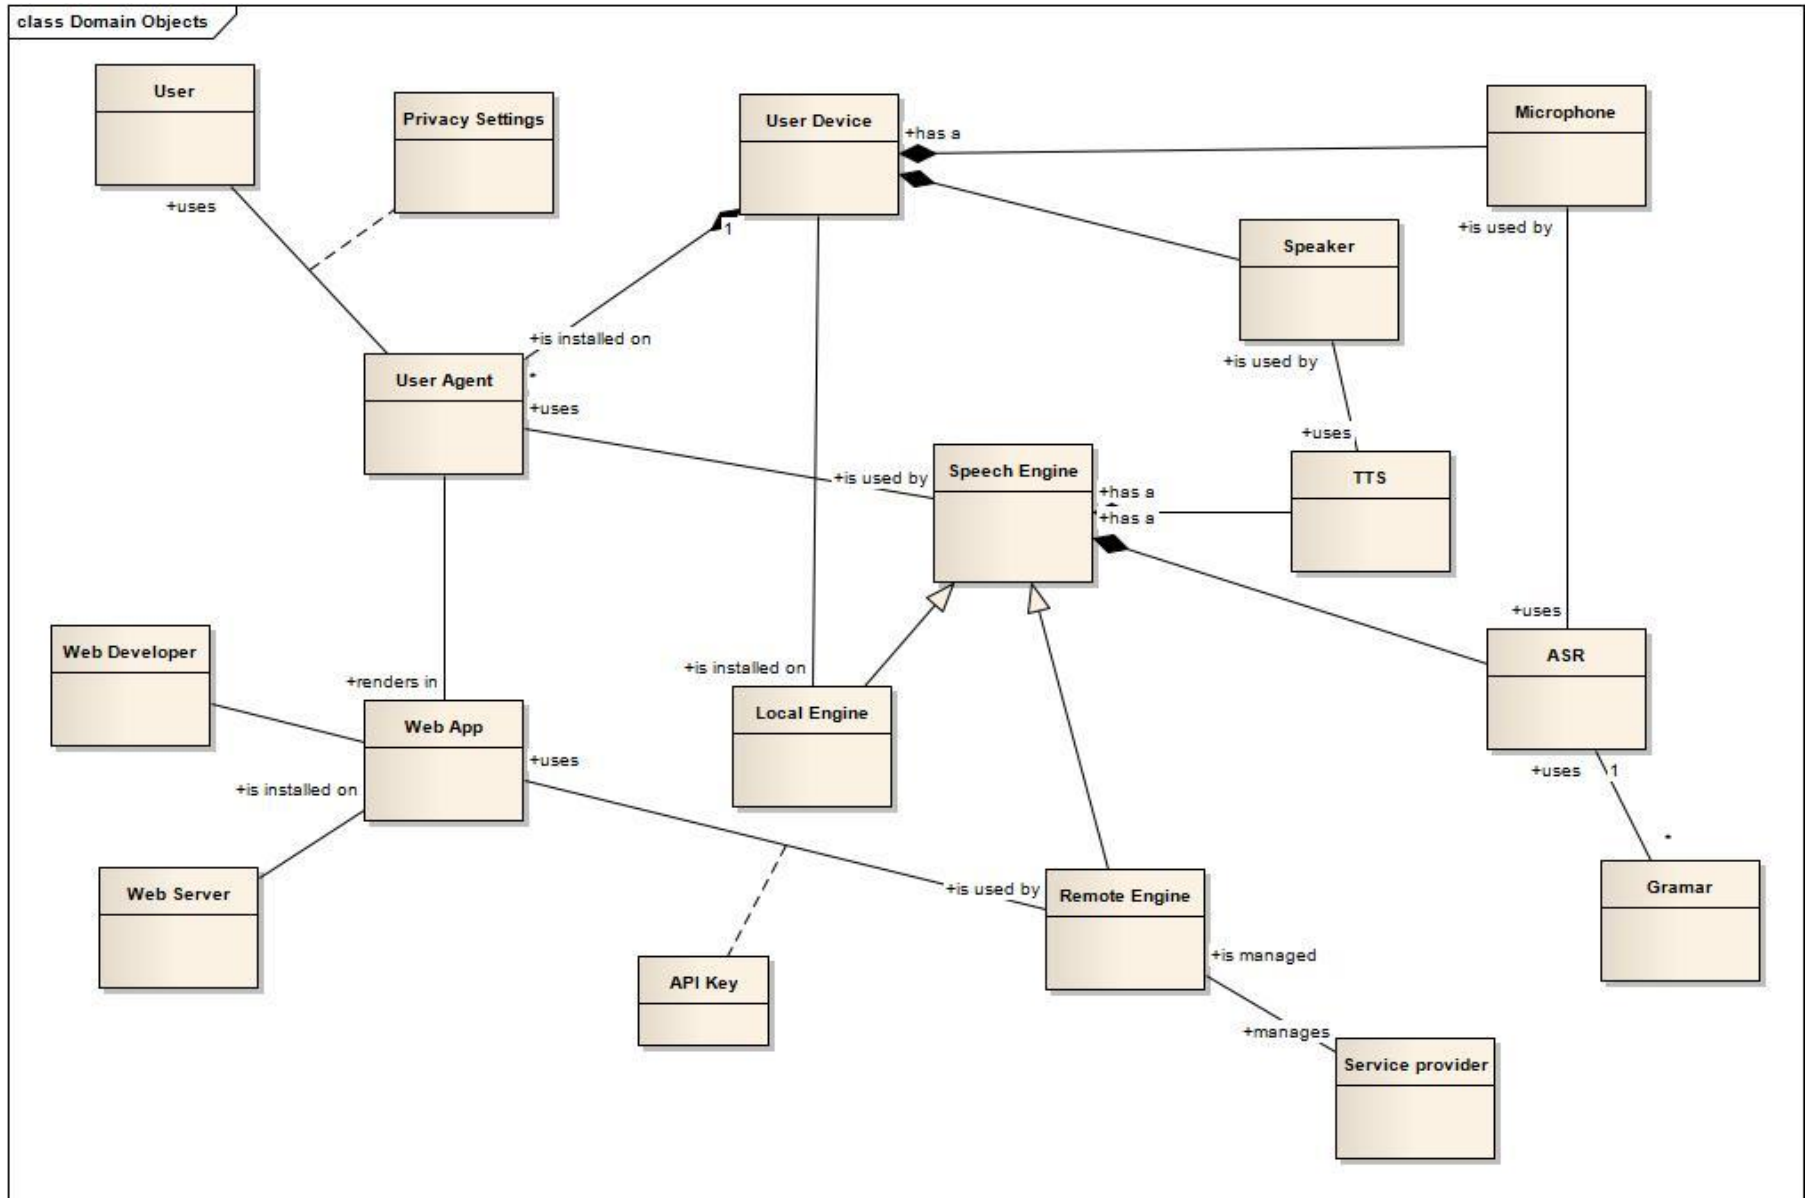 class Domain Objects
User
Privacy Settings
User Device
Microphone
+has a
+uses
1
+is used by
Speaker
+is installed on
+is used by
User Agent
*
+uses
+uses
+is used by
Speech Engine
+has a
+has a
TTS
+uses
Web Developer
ASR
+is installed on
+renders in
Local Engine
Web App
+uses
+uses
1
+is installed on
*
Web Server
+is used by
Remote Engine
Gramar
+is managed
API Key
+manages
Service provider